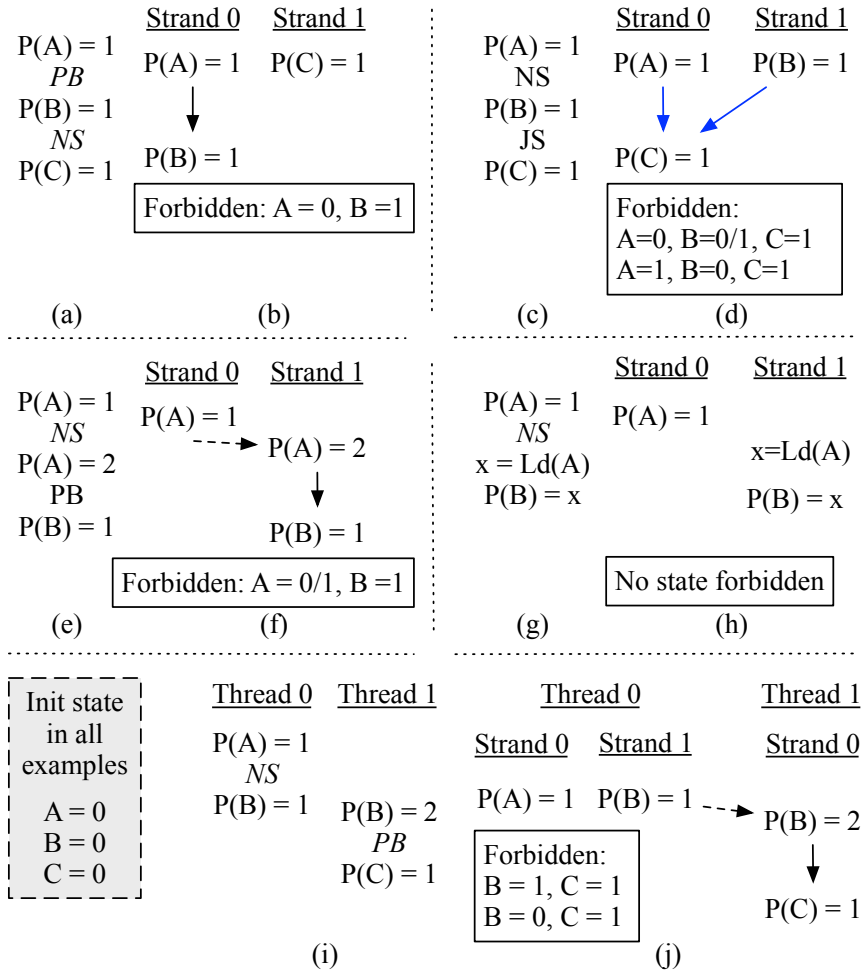 P(A) = 1
PB
P(B) = 1
NS
P(C) = 1
Strand 0 Strand 1
P(A) = 1 P(C) = 1
P(B) = 1
Forbidden: A = 0, B =1
(a) (b)
P(A) = 1
NS
P(B) = 1
JS
P(C) = 1
Strand 0 Strand 1
P(A) = 1 P(B) = 1
P(C) = 1
Forbidden:
A=0, B=0/1, C=1
A=1, B=0, C=1
(c) (d)
P(A) = 1
NS
P(A) = 2
PB
P(B) = 1
Strand 0 Strand 1
P(A) = 1
P(A) = 2
P(B) = 1
Forbidden: A = 0/1, B =1
(e) (f)
P(A) = 1
NS
x = Ld(A)
P(B) = x
Strand 0 Strand 1
P(A) = 1
x=Ld(A)
P(B) = x
No state forbidden
(g) (h)
Init state
in all
examples
A = 0
B = 0
C = 0
Thread 0 Thread 1
P(A) = 1
NS
P(B) = 1 P(B) = 2
PB
P(C) = 1
(i)
Thread 0 Thread 1
Strand 0 Strand 1 Strand 0
P(A) = 1 P(B) = 1
P(B) = 2
P(C) = 1
Forbidden:
B = 1, C = 1
B = 0, C = 1
(j)